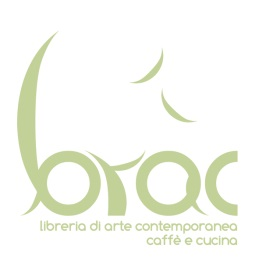 brac
libreria di arte contemporanea
caffè e cucina